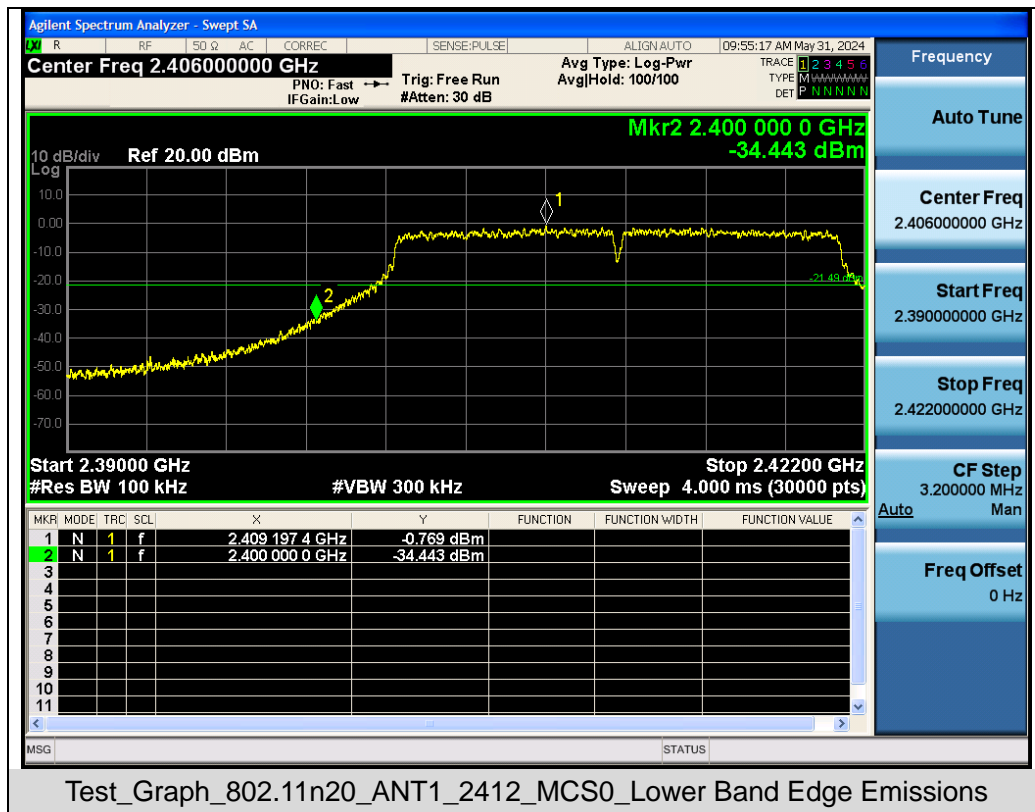 Agilent Spectrum Analyzer - Swept SA
LXI R RF 50 Ω AC CORREC SENSE:PULSE ALIGN AUTO 09:55:17 AM May 31, 2024
Center Freq 2.406000000 GHz
PNO: Fast
IFGain:Low
Trig: Free Run
#Atten: 30 dB
Avg Type: Log-Pwr
Avg|Hold: 100/100
TRACE 1 2 3 4 5 6
TYPE M WWWWW
DET P N N N N N
Mkr2 2.400 000 0 GHz
-34.443 dBm
10 dB/div Ref 20.00 dBm
Log
10.0
0.00
-10.0
-20.0
-30.0
-40.0
-50.0
-60.0
-70.0
1
2
-21.49 dBm
Start 2.39000 GHz Stop 2.42200 GHz
#Res BW 100 kHz #VBW 300 kHz Sweep 4.000 ms (30000 pts)
MKR MODE TRC SCL X Y FUNCTION FUNCTION WIDTH FUNCTION VALUE
1 N 1 f 2.409 197 4 GHz -0.769 dBm
2 N 1 f 2.400 000 0 GHz -34.443 dBm
3
4
5
6
7
8
9
10
11
MSG STATUS
Frequency
Auto Tune
Center Freq
2.406000000 GHz
Start Freq
2.390000000 GHz
Stop Freq
2.422000000 GHz
CF Step
3.200000 MHz
Auto Man
Freq Offset
0 Hz
Test_Graph_802.11n20_ANT1_2412_MCS0_Lower Band Edge Emissions